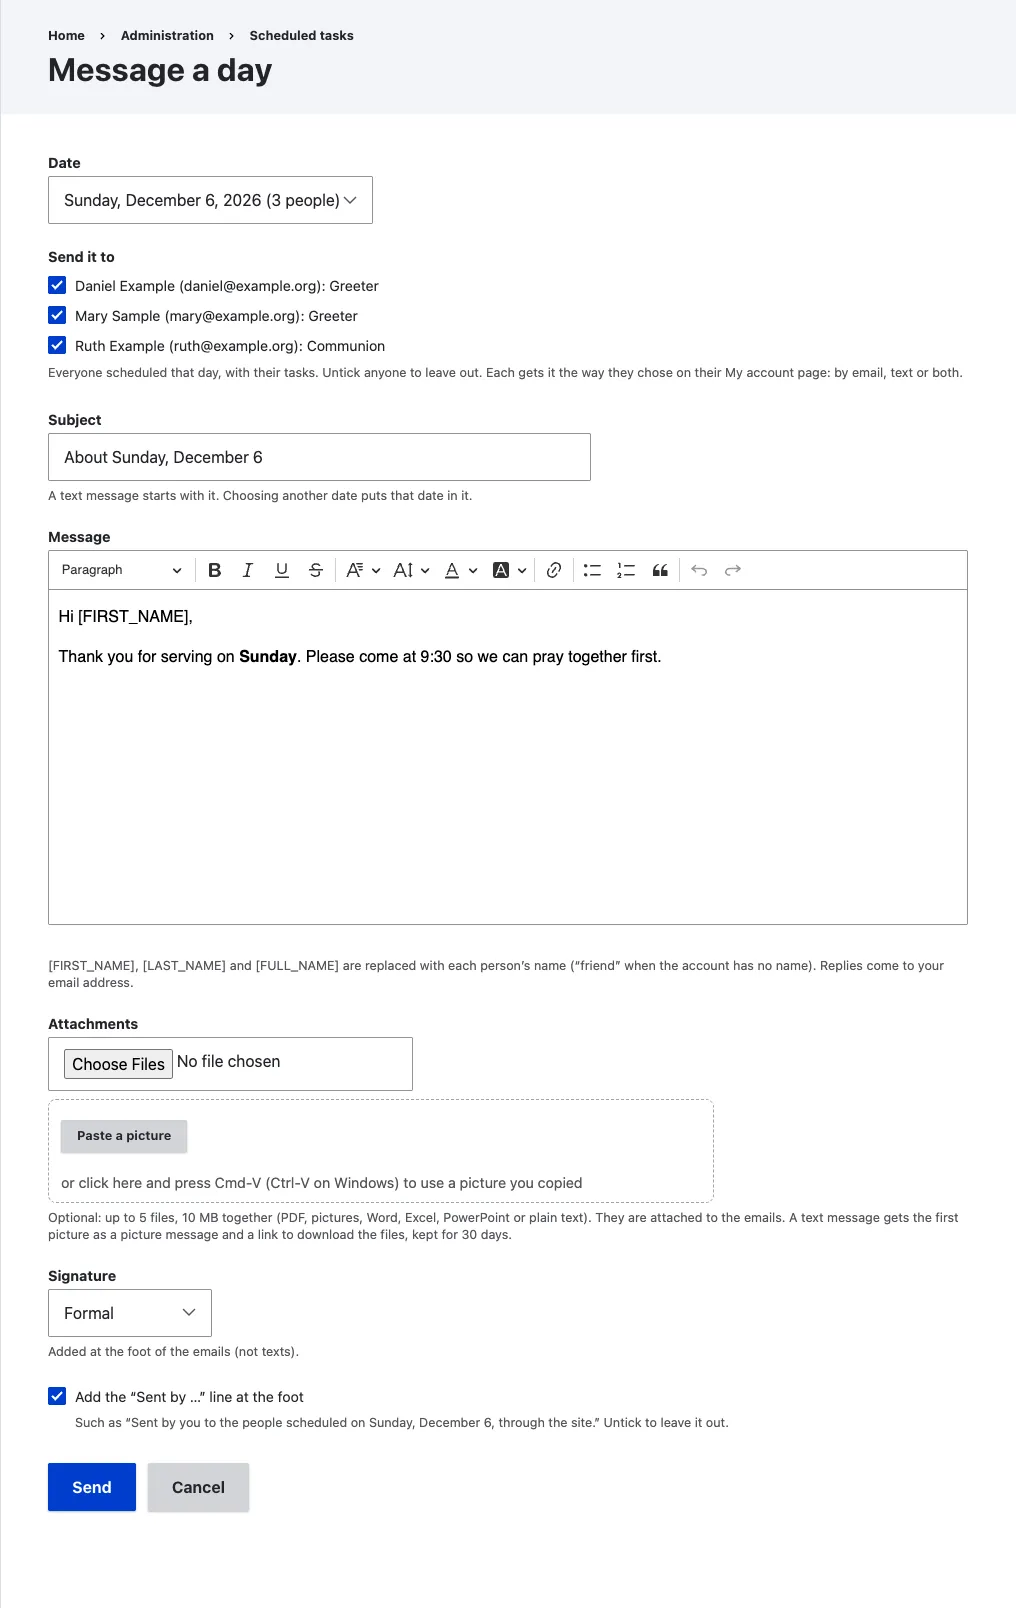 Home › Administration › Scheduled tasks
Message a day
Date
Sunday, December 6, 2026 (3 people)
Send it to
Daniel Example (daniel@example.org): Greeter
Mary Sample (mary@example.org): Greeter
Ruth Example (ruth@example.org): Communion
Everyone scheduled that day, with their tasks. Untick anyone to leave out. Each gets it the way they chose on their My account page: by email, text or both.
Subject
About Sunday, December 6
A text message starts with it. Choosing another date puts that date in it.
Message
Paragraph
Hi [FIRST_NAME],
Thank you for serving on Sunday. Please come at 9:30 so we can pray together first.
[FIRST_NAME], [LAST_NAME] and [FULL_NAME] are replaced with each person’s name (“friend” when the account has no name). Replies come to your
email address.
Attachments
Choose Files No file chosen
Paste a picture
or click here and press Cmd-V (Ctrl-V on Windows) to use a picture you copied
Optional: up to 5 files, 10 MB together (PDF, pictures, Word, Excel, PowerPoint or plain text). They are attached to the emails. A text message gets the first
picture as a picture message and a link to download the files, kept for 30 days.
Signature
Formal
Added at the foot of the emails (not texts).
Add the “Sent by …” line at the foot
Such as “Sent by you to the people scheduled on Sunday, December 6, through the site.” Untick to leave it out.
Send Cancel